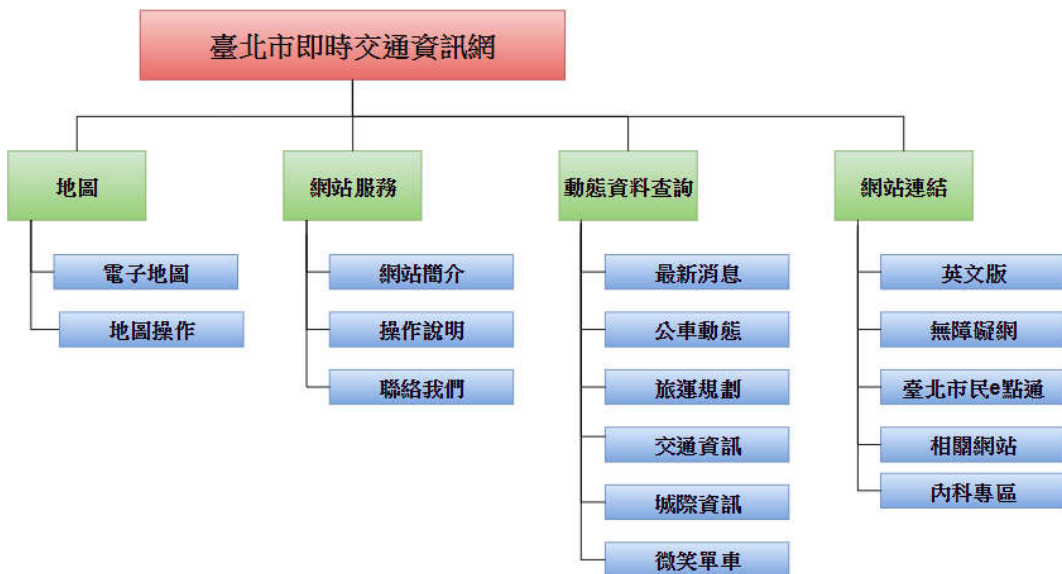 臺北市即時交通資訊網
地圖
電子地圖
地圖操作
網站服務
網站簡介
操作說明
聯絡我們
動態資料查詢
最新消息
公車動態
旅運規劃
交通資訊
城際資訊
微笑單車
網站連結
英文版
無障礙網
臺北市民e點通
相關網站
內科專區